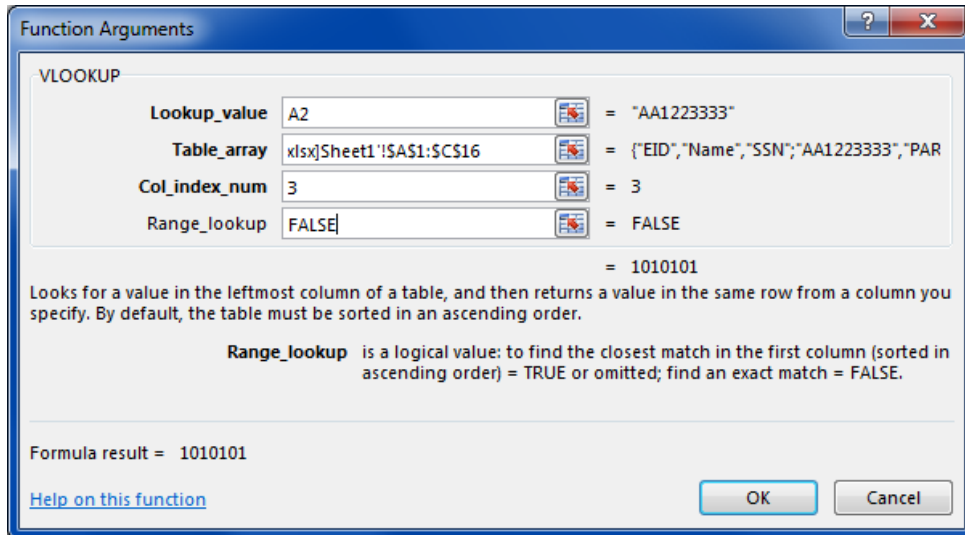 Function Arguments
VLOOKUP
Lookup_value A2 = "AA1223333"
Table_array xlsx]Sheet1'!$A$1:$C$16 = {"EID","Name","SSN";"AA1223333","PAR
Col_index_num 3 = 3
Range_lookup FALSE = FALSE
= 1010101
Looks for a value in the leftmost column of a table, and then returns a value in the same row from a column you
specify. By default, the table must be sorted in an ascending order.
Range_lookup is a logical value: to find the closest match in the first column (sorted in
ascending order) = TRUE or omitted; find an exact match = FALSE.
Formula result = 1010101
Help on this function
OK Cancel